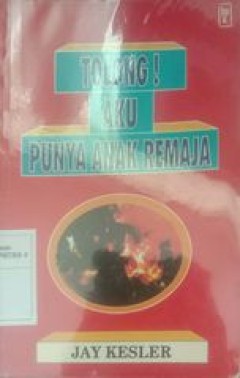 TOLONG !
AKU
PUNYA ANAK REMAJA
JAY KESLER